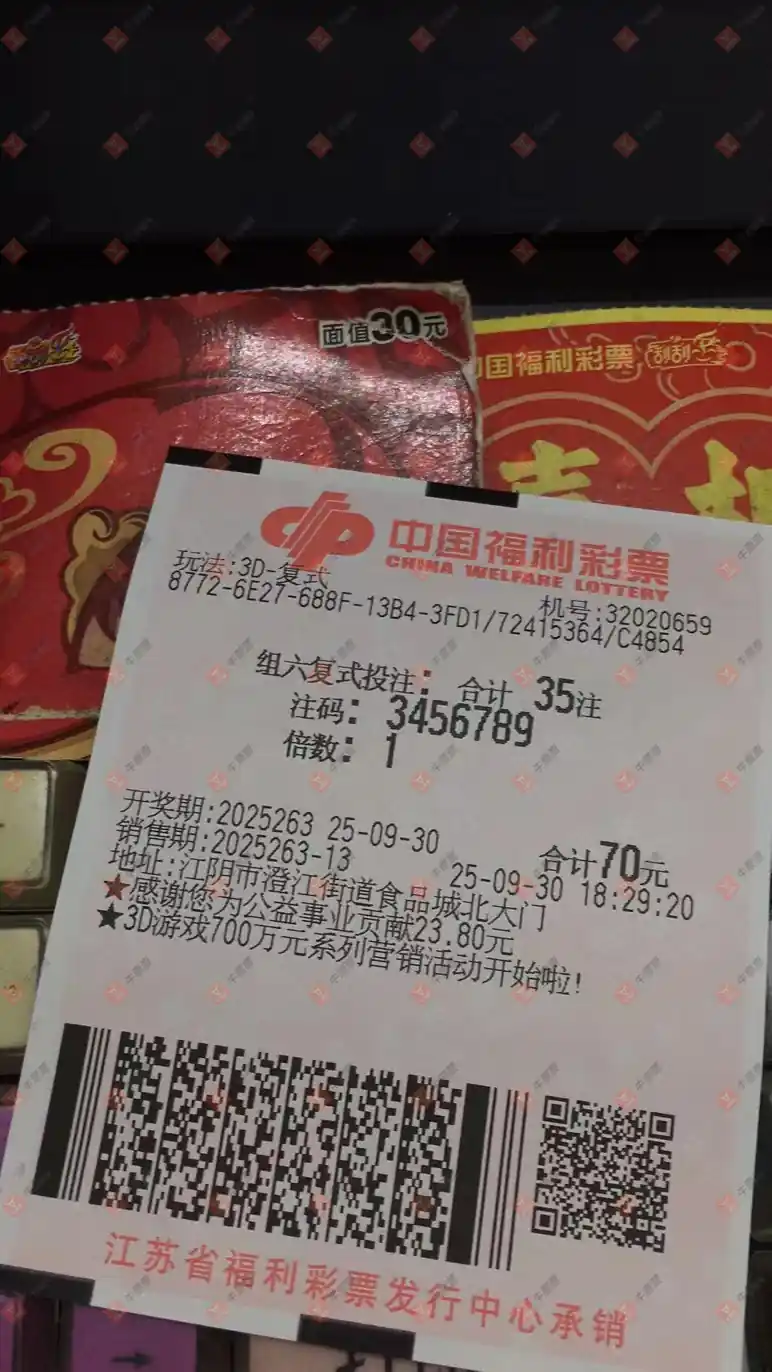 面值30元
中国福利彩票 刮刮乐
中国福利彩票
CHINA WELFARE LOTTERY
玩法:3D-复式
机号:32020659
8772-6E27-688F-13B4-3FD1/72415364/C4854
组六复式投注: 合计 35注
注码: 3456789
倍数: 1
开奖期:2025263 25-09-30 合计70元
销售期:2025263-13 25-09-30 18:29:20
地址:江阴市澄江街道食品城北大门
★感谢您为公益事业贡献23.80元
★3D游戏700万元系列营销活动开始啦!
江苏省福利彩票发行中心承销